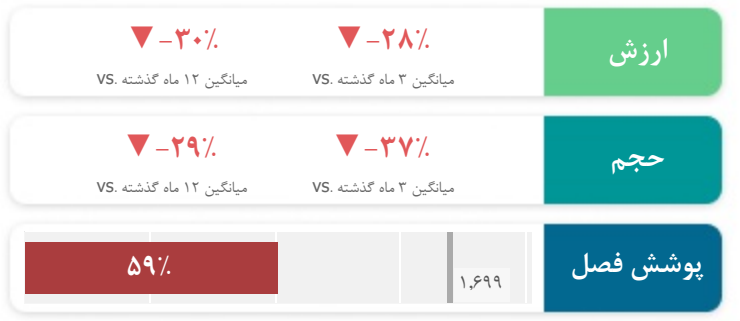 ارزش
▼ -۲۸٪
میانگین ۳ ماه گذشته .VS
▼ -۳۰٪
میانگین ۱۲ ماه گذشته .VS
حجم
▼ -۳۷٪
میانگین ۳ ماه گذشته .VS
▼ -۲۹٪
میانگین ۱۲ ماه گذشته .VS
پوشش فصل
۵۹٪
۱,۶۹۹